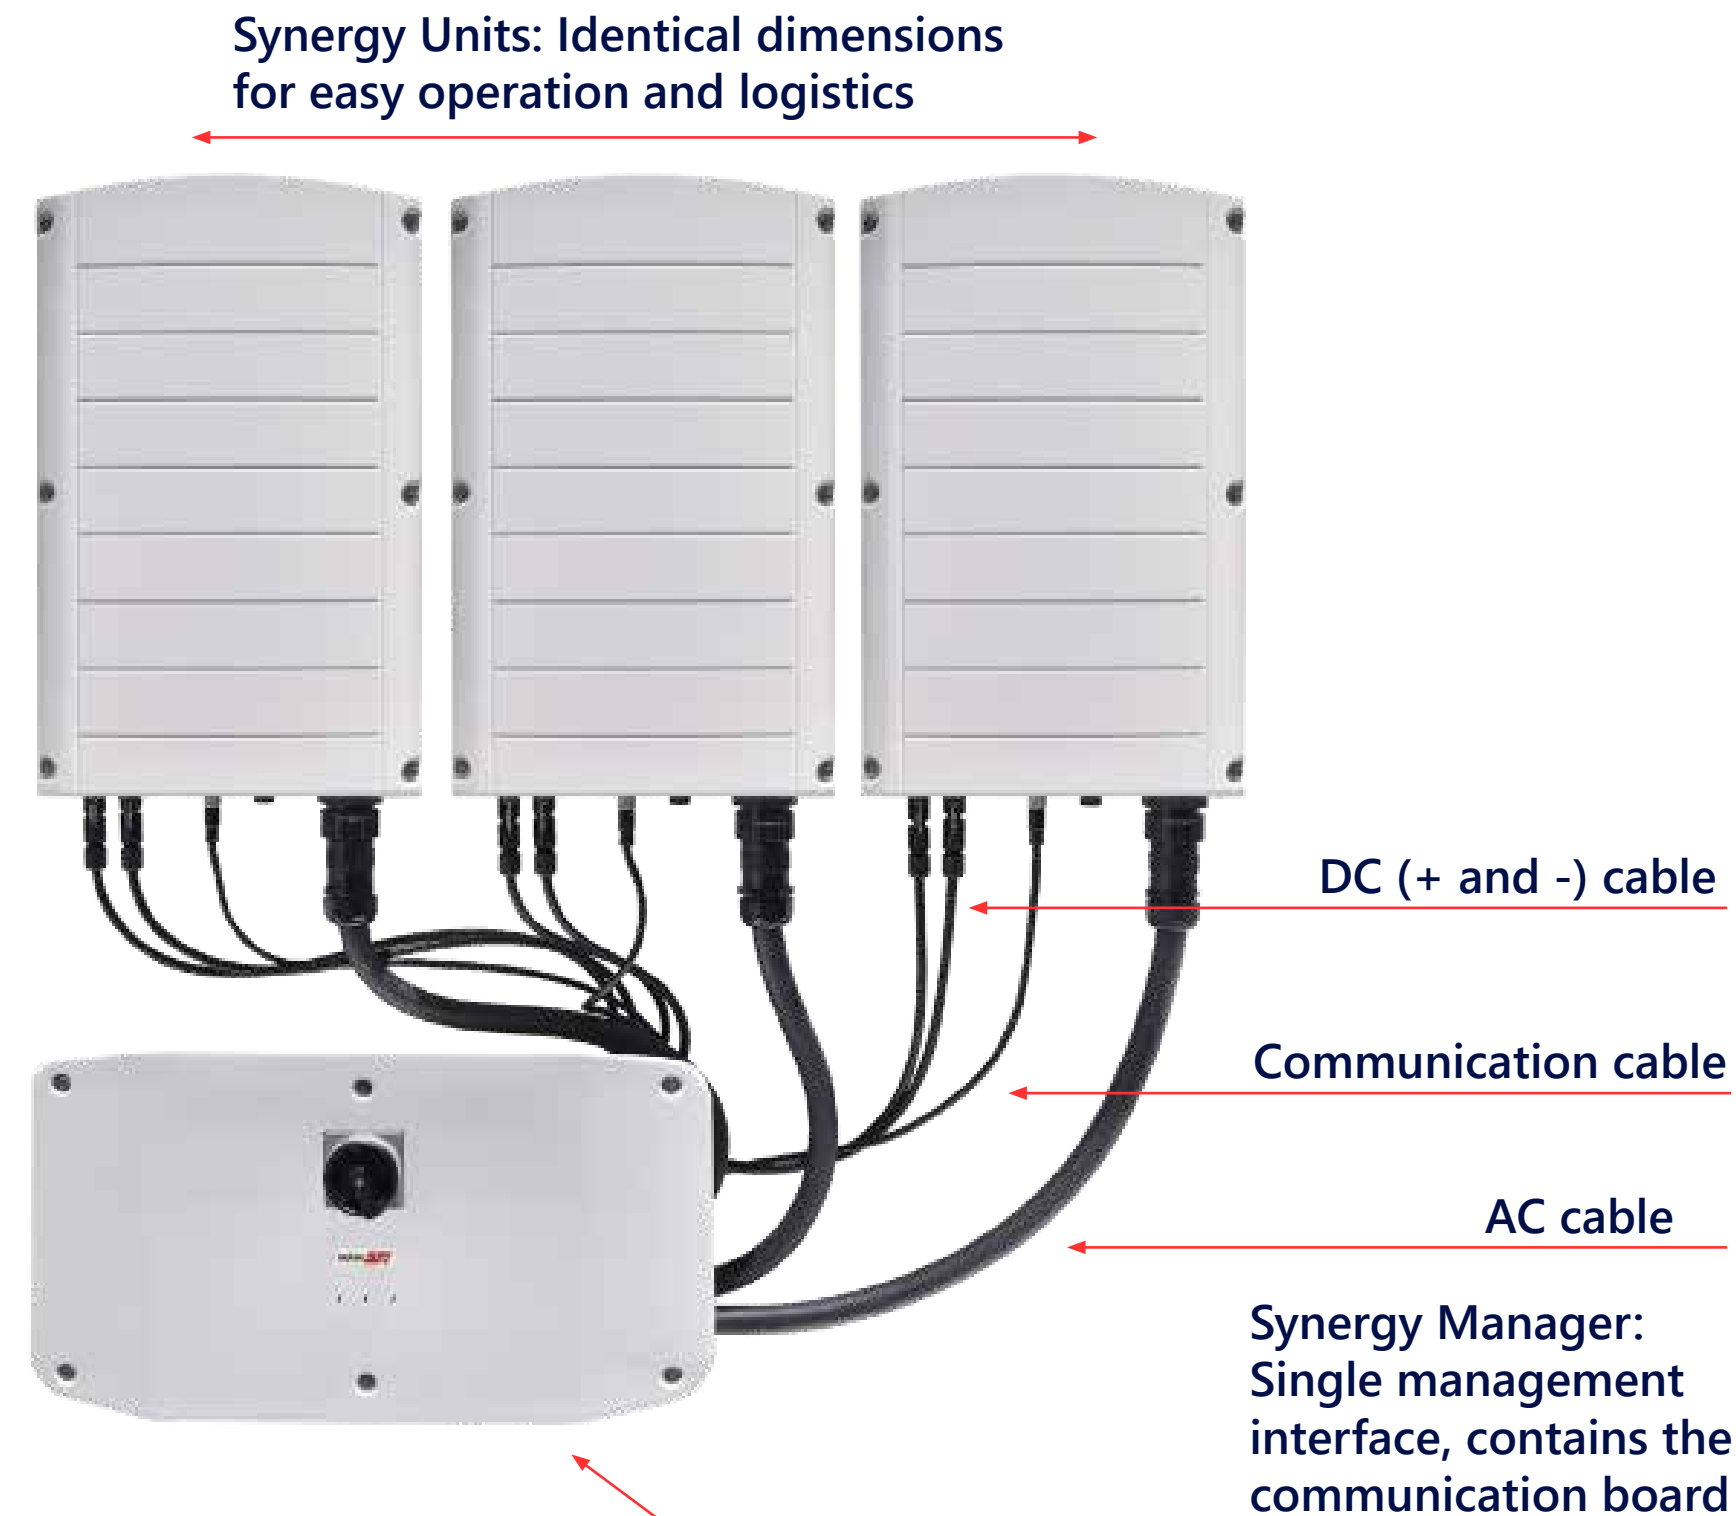 Synergy Units: Identical dimensions
for easy operation and logistics
DC (+ and -) cable
Communication cable
AC cable
Synergy Manager:
Single management
interface, contains the
communication board